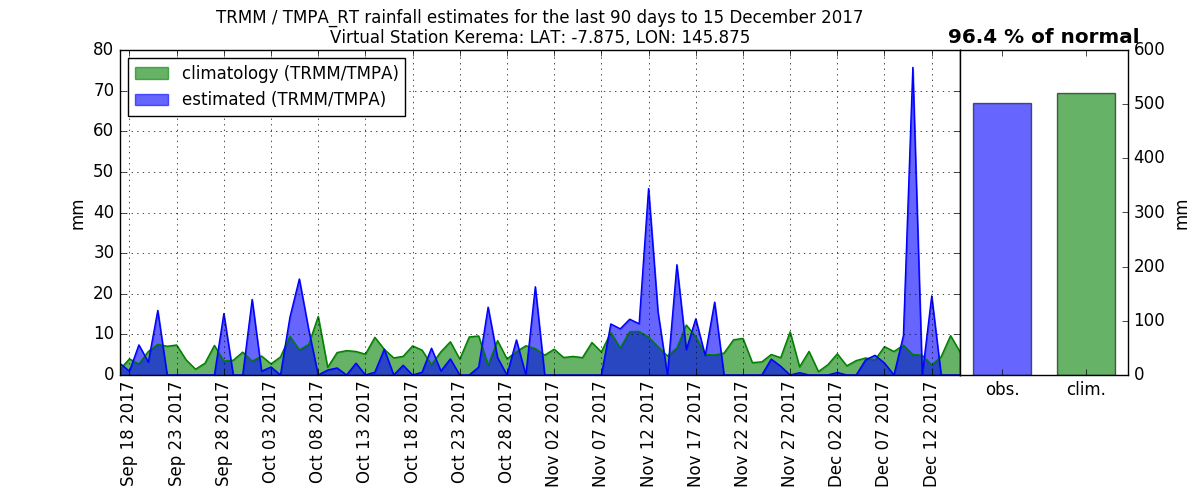 TRMM / TMPA_RT rainfall estimates for the last 90 days to 15 December 2017
Virtual Station Kerema: LAT: -7.875, LON: 145.875
96.4 % of normal
climatology (TRMM/TMPA)
estimated (TRMM/TMPA)
mm
80
70
60
50
40
30
20
10
0
Sep 18 2017
Sep 23 2017
Sep 28 2017
Oct 03 2017
Oct 08 2017
Oct 13 2017
Oct 18 2017
Oct 23 2017
Oct 28 2017
Nov 02 2017
Nov 07 2017
Nov 12 2017
Nov 17 2017
Nov 22 2017
Nov 27 2017
Dec 02 2017
Dec 07 2017
Dec 12 2017
obs.
clim.
600
500
400
300
200
100
0
mm